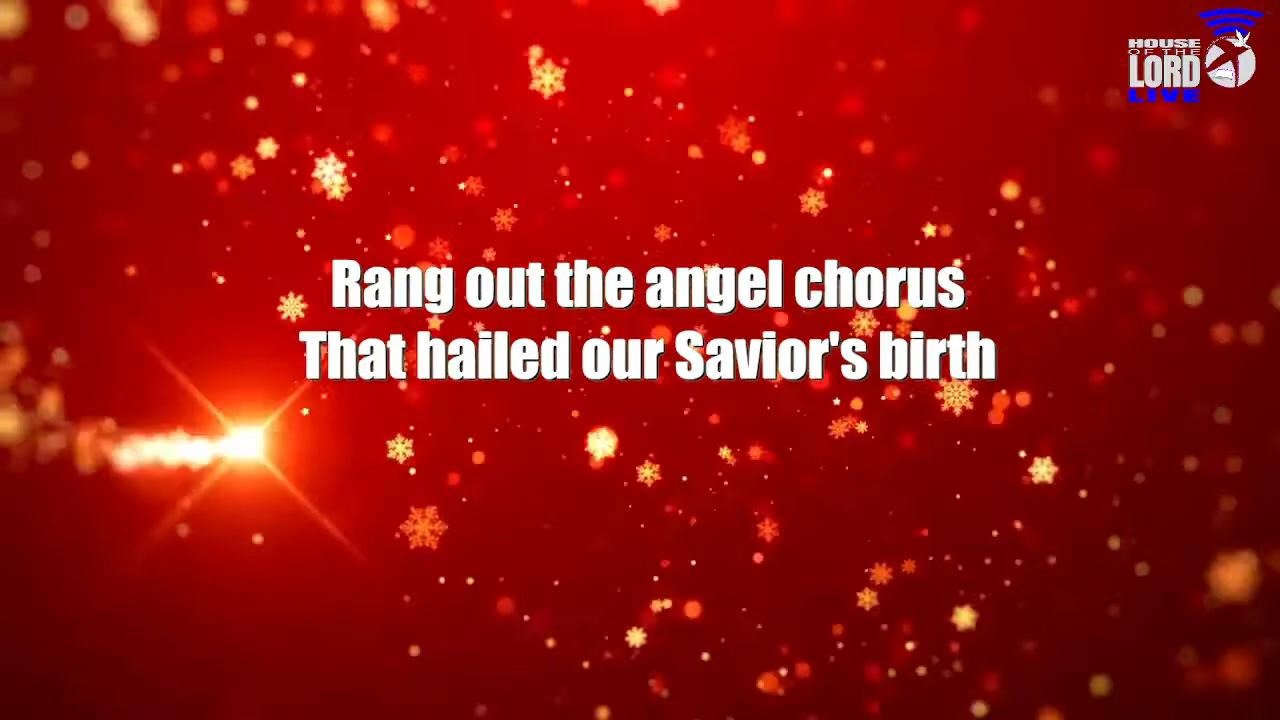 HOUSE
OF THE
LORD
LIVE
Rang out the angel chorus
That hailed our Savior's birth